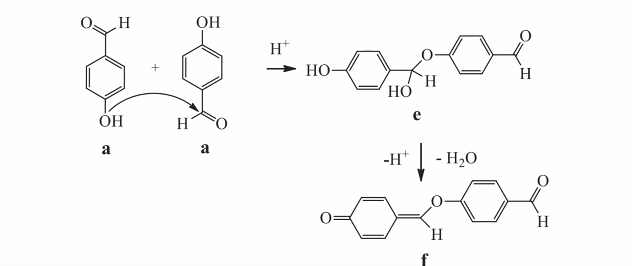 O H OH
+ H+
OH H O
a a
HO O O H
HO H
e
-H+ - H2O
O O O H
H
f